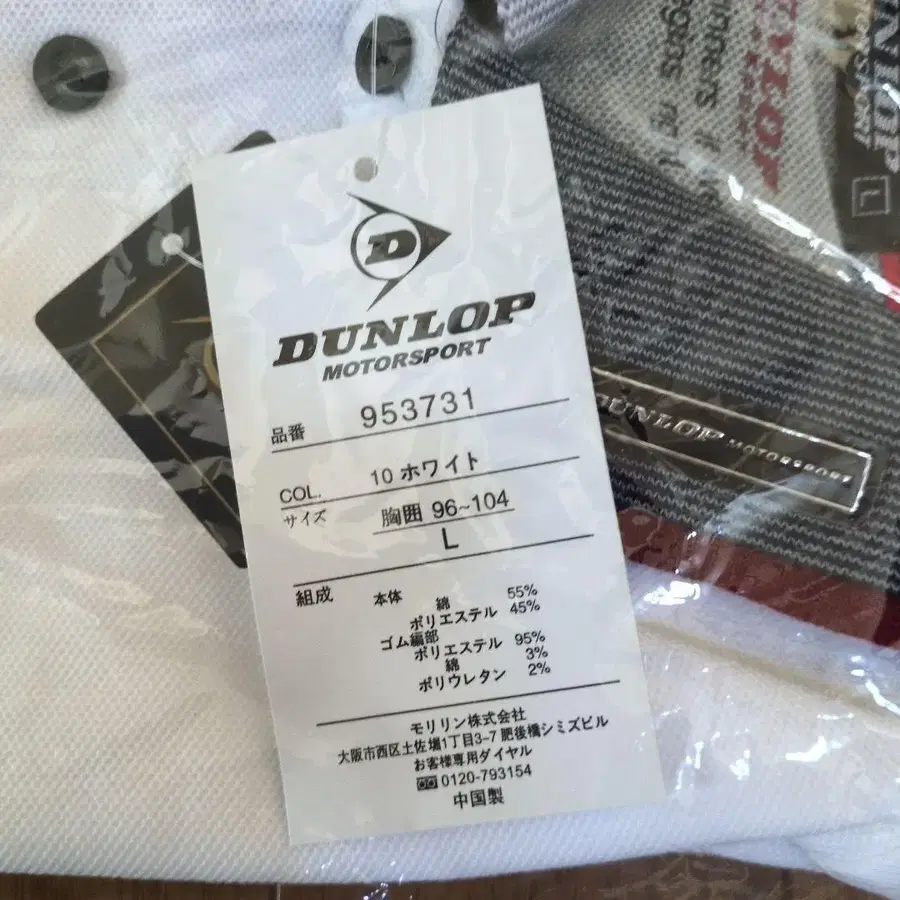 D
DUNLOP
MOTORSPORT
品番 953731
COL. 10 ホワイト
サイズ 胸囲 96~104
L
組成 本体
綿 55%
ポリエステル 45%
ゴム編部
ポリエステル 95%
綿 3%
ポリウレタン 2%
モリリン株式会社
大阪市西区土佐堀1丁目3-7 肥後橋シミズビル
お客様専用ダイヤル
0120-793154
中国製
DUNLOP MOTORSPORT
L